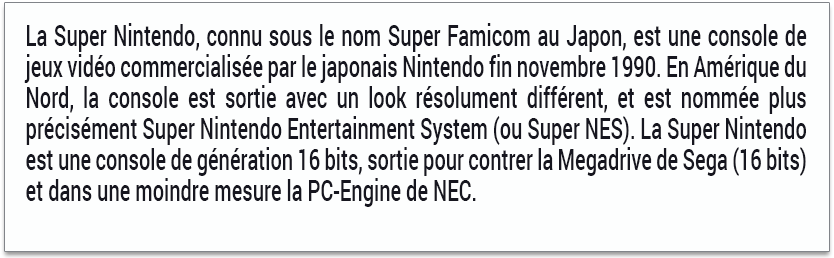 La Super Nintendo, connu sous le nom Super Famicom au Japon, est une console de
jeux vidéo commercialisée par le japonais Nintendo fin novembre 1990. En Amérique du
Nord, la console est sortie avec un look résolument différent, et est nommée plus
précisément Super Nintendo Entertainment System (ou Super NES). La Super Nintendo
est une console de génération 16 bits, sortie pour contrer la Megadrive de Sega (16 bits)
et dans une moindre mesure la PC-Engine de NEC.